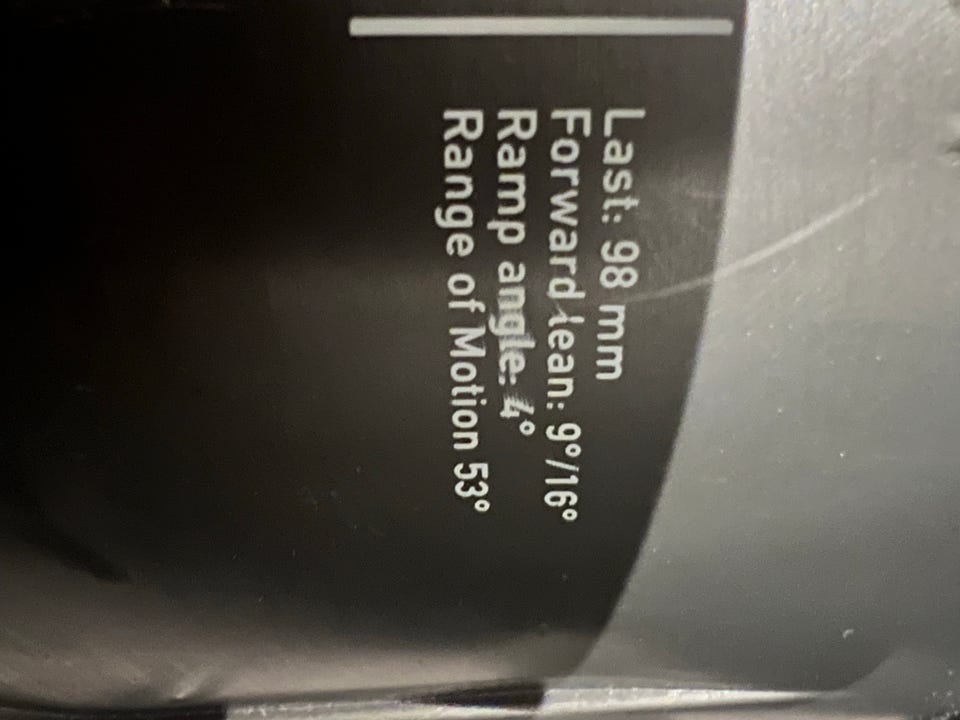 Last: 98 mm
Forward lean: 9°/16°
Ramp angle: 4°
Range of Motion 53°